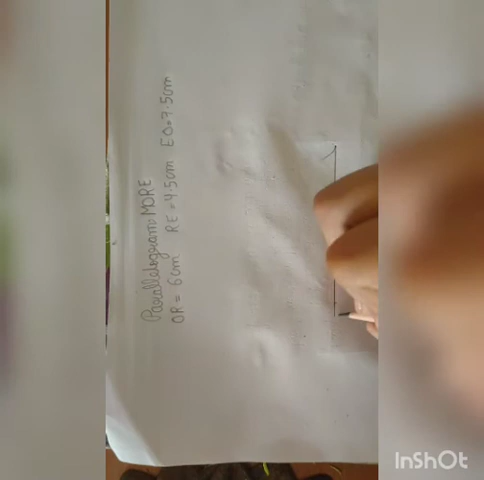 Parallelogram MORE
OR = 6cm RE = 4.5cm EO = 7.5cm
InShOt